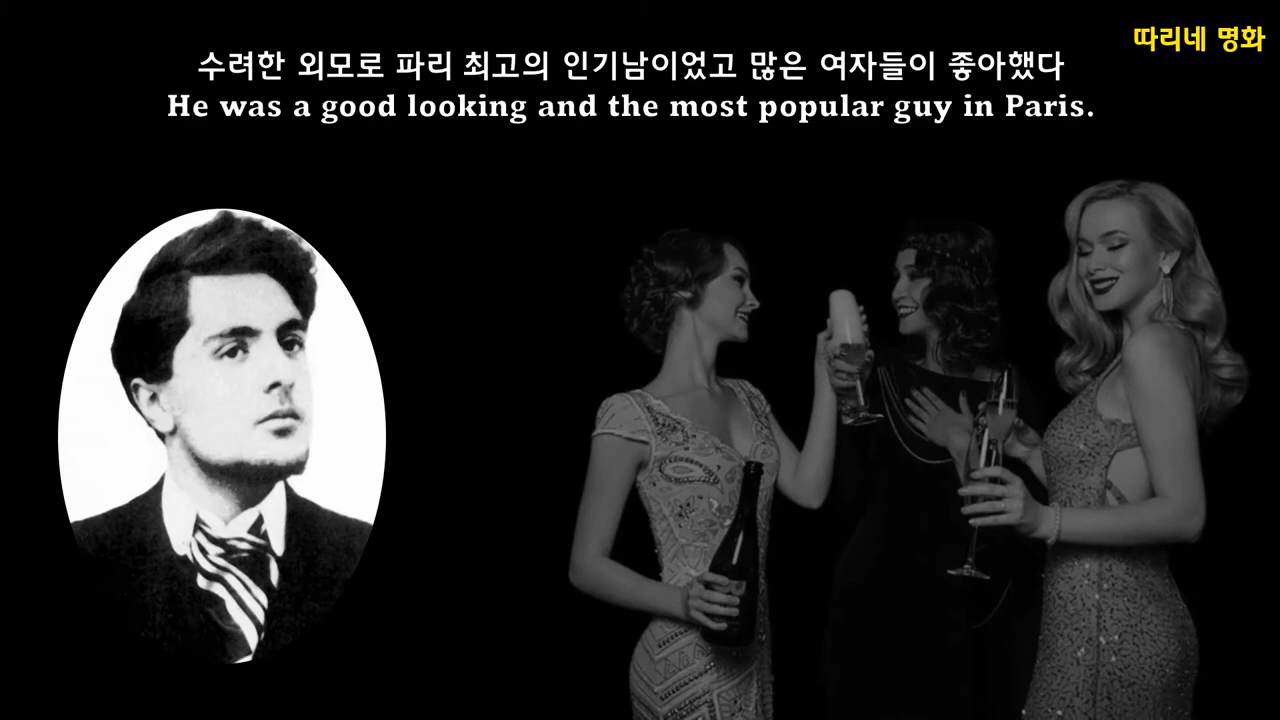 따리네 명화
수려한 외모로 파리 최고의 인기남이었고 많은 여자들이 좋아했다
He was a good looking and the most popular guy in Paris.